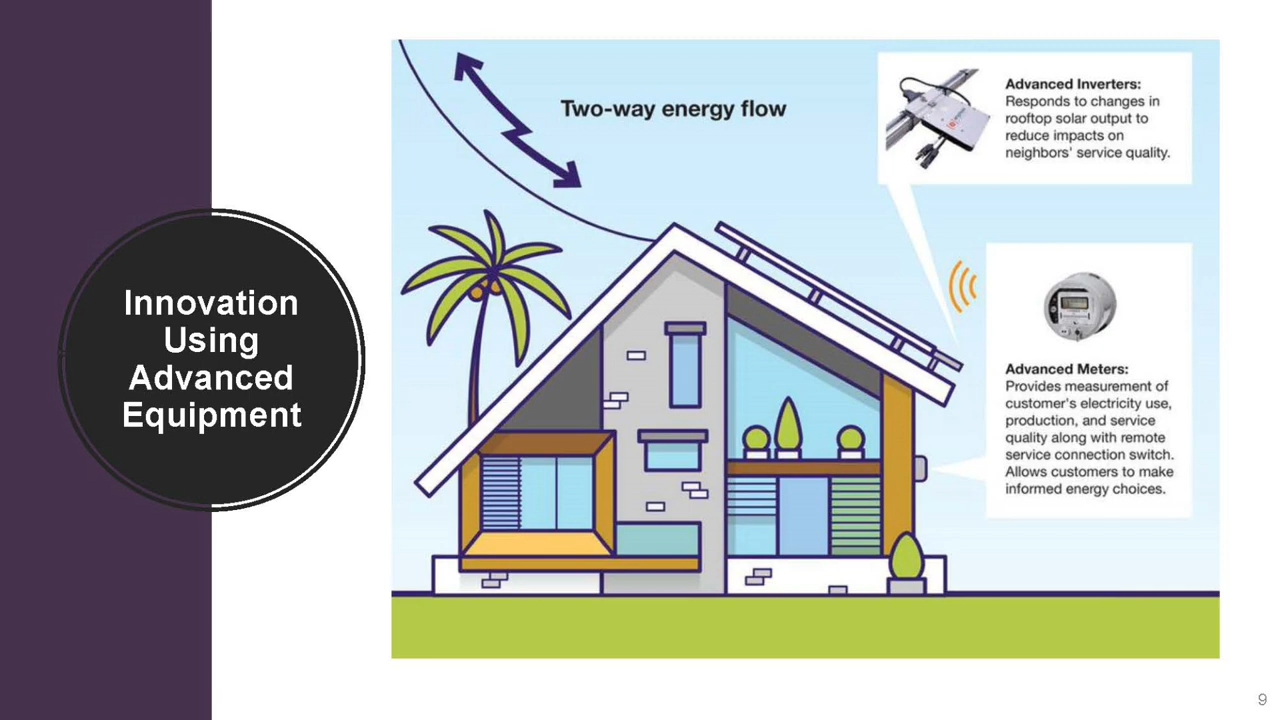 Innovation
Using
Advanced
Equipment
Two-way energy flow
Advanced Inverters:
Responds to changes in
rooftop solar output to
reduce impacts on
neighbors' service quality.
Advanced Meters:
Provides measurement of
customer's electricity use,
production, and service
quality along with remote
service connection switch.
Allows customers to make
informed energy choices.
9